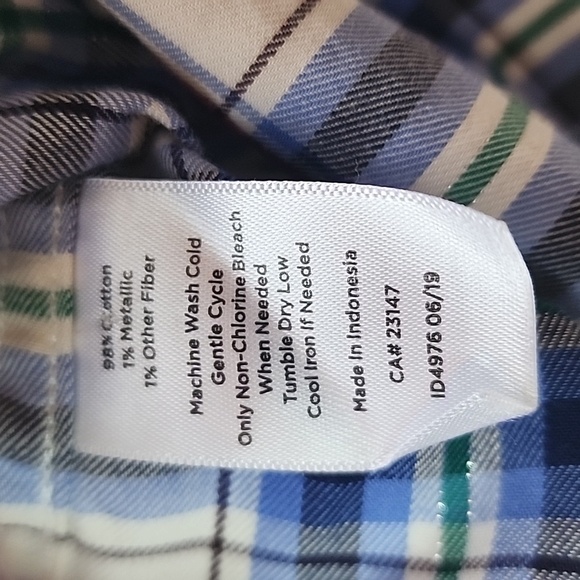 98% Cotton
1% Metallic
1% Other Fiber
Machine Wash Cold
Gentle Cycle
Only Non-Chlorine Bleach
When Needed
Tumble Dry Low
Cool Iron If Needed
Made In Indonesia
CA# 23147
ID4976 06/19